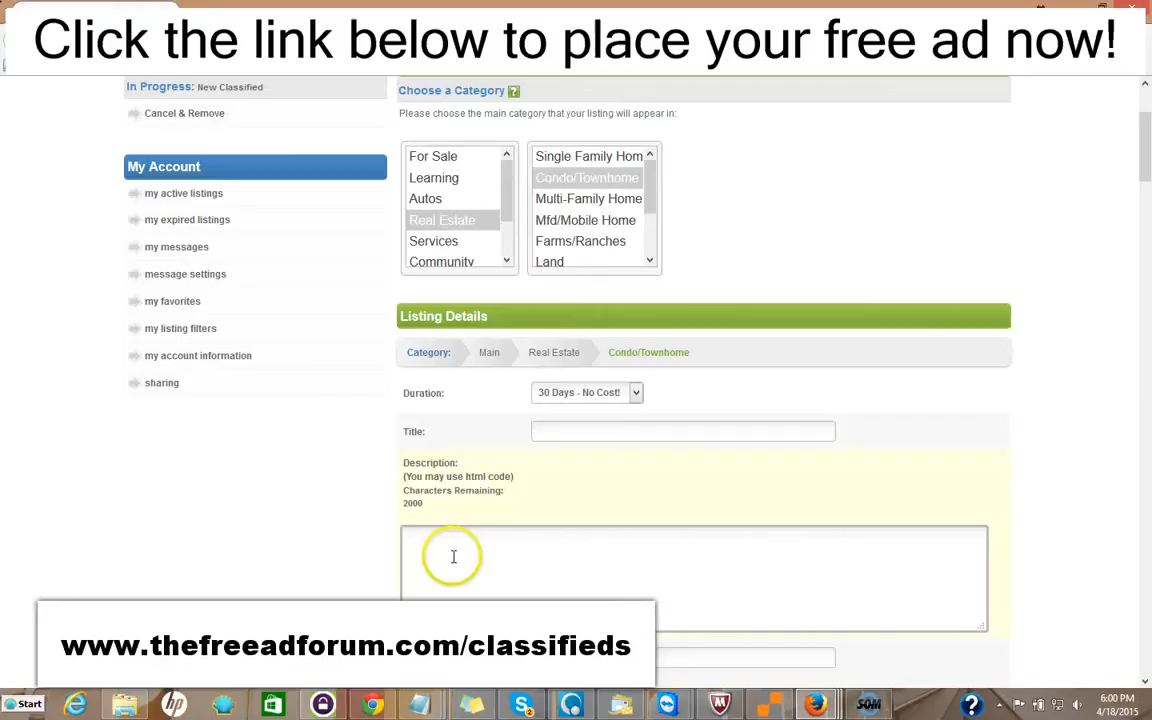 Click the link below to place your free ad now!
In Progress: New Classified
Cancel & Remove
My Account
my active listings
my expired listings
my messages
message settings
my favorites
my listing filters
my account information
sharing
Choose a Category ?
Please choose the main category that your listing will appear in:
For Sale
Learning
Autos
Real Estate
Services
Community
Single Family Hom
Condo/Townhome
Multi-Family Home
Mfd/Mobile Home
Farms/Ranches
Land
Listing Details
Category: Main Real Estate Condo/Townhome
Duration: 30 Days - No Cost!
Title:
Description:
(You may use html code)
Characters Remaining:
2000
www.thefreeadforum.com/classifieds
Start
hp
S 2
SOM
?
6:00 PM
4/18/2015